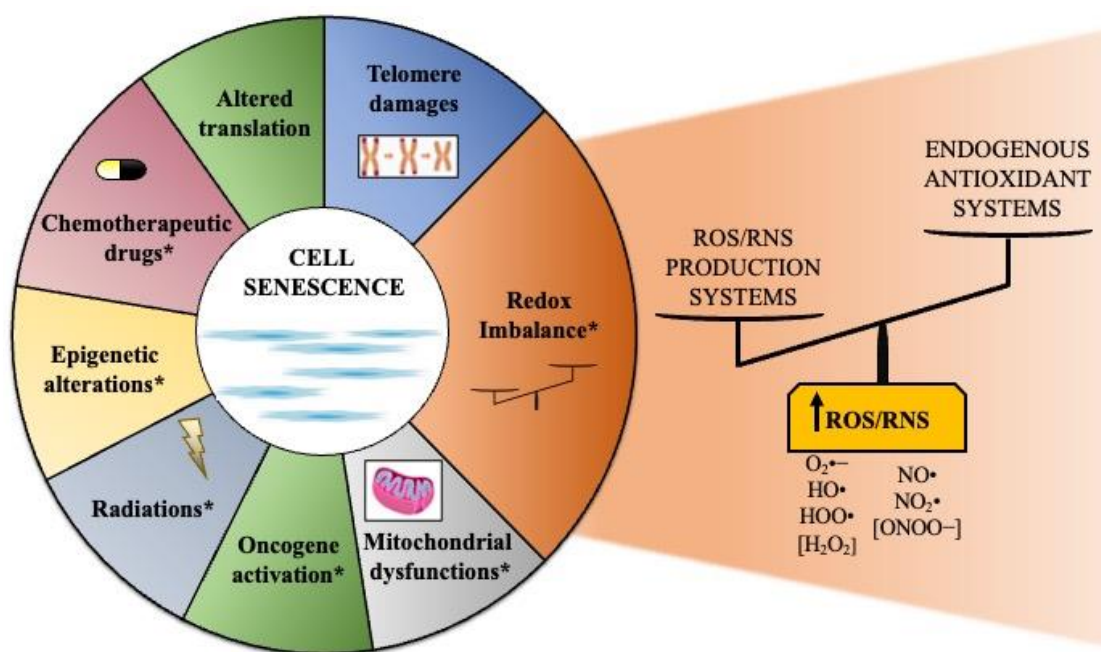 Telomere
damages
Altered
translation
Chemotherapeutic
drugs*
Epigenetic
alterations*
Radiations*
Oncogene
activation*
Mitochondrial
dysfunctions*
Redox
Imbalance*
CELL
SENESCENCE
ENDOGENOUS
ANTIOXIDANT
SYSTEMS
ROS/RNS
PRODUCTION
SYSTEMS
↑ROS/RNS
O₂•–
HO•
HOO•
[H₂O₂]
NO•
NO₂•
[ONOO–]